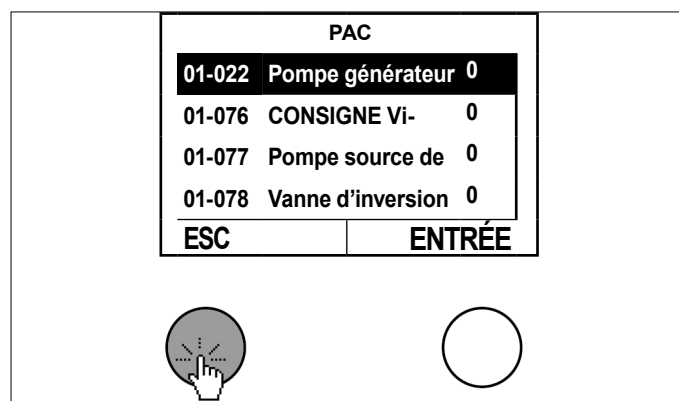 PAC
01-022 Pompe générateur 0
01-076 CONSIGNE Vi- 0
01-077 Pompe source de 0
01-078 Vanne d’inversion 0
ESC ENTRÉE